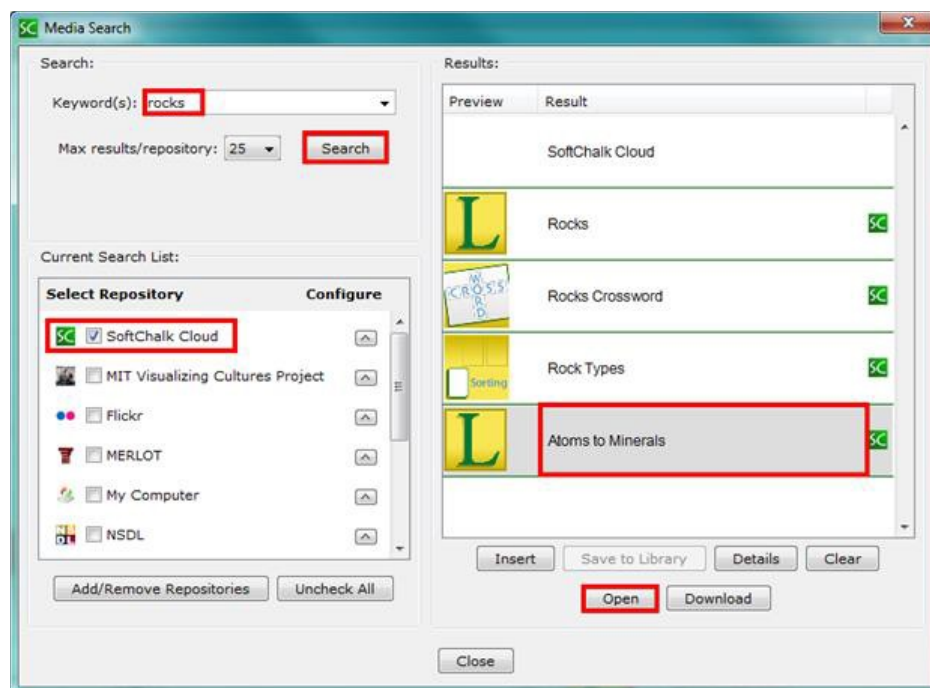 SC Media Search
x
Search:
Keyword(s): rocks
Max results/repository: 25 Search
Current Search List:
Select Repository Configure
SC SoftChalk Cloud
MIT Visualizing Cultures Project
Flickr
MERLOT
My Computer
NSDL
Add/Remove Repositories Uncheck All
Results:
Preview Result
SoftChalk Cloud
L Rocks SC
CROSS WORD Rocks Crossword SC
Sorting Rock Types SC
L Atoms to Minerals SC
Insert Save to Library Details Clear
Open Download
Close